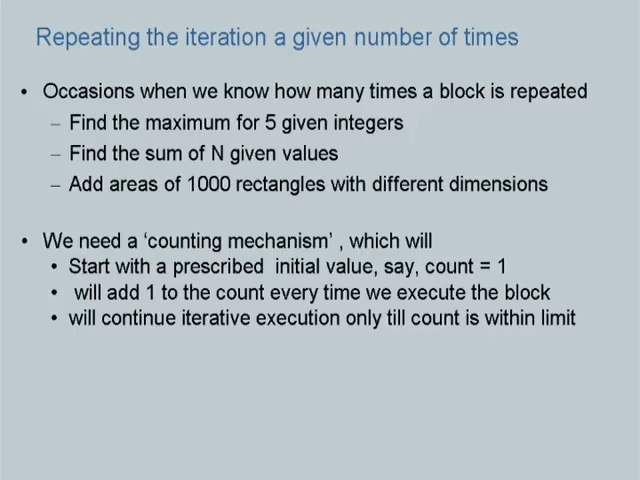 Repeating the iteration a given number of times
• Occasions when we know how many times a block is repeated
– Find the maximum for 5 given integers
– Find the sum of N given values
– Add areas of 1000 rectangles with different dimensions
• We need a ‘counting mechanism’ , which will
• Start with a prescribed initial value, say, count = 1
• will add 1 to the count every time we execute the block
• will continue iterative execution only till count is within limit